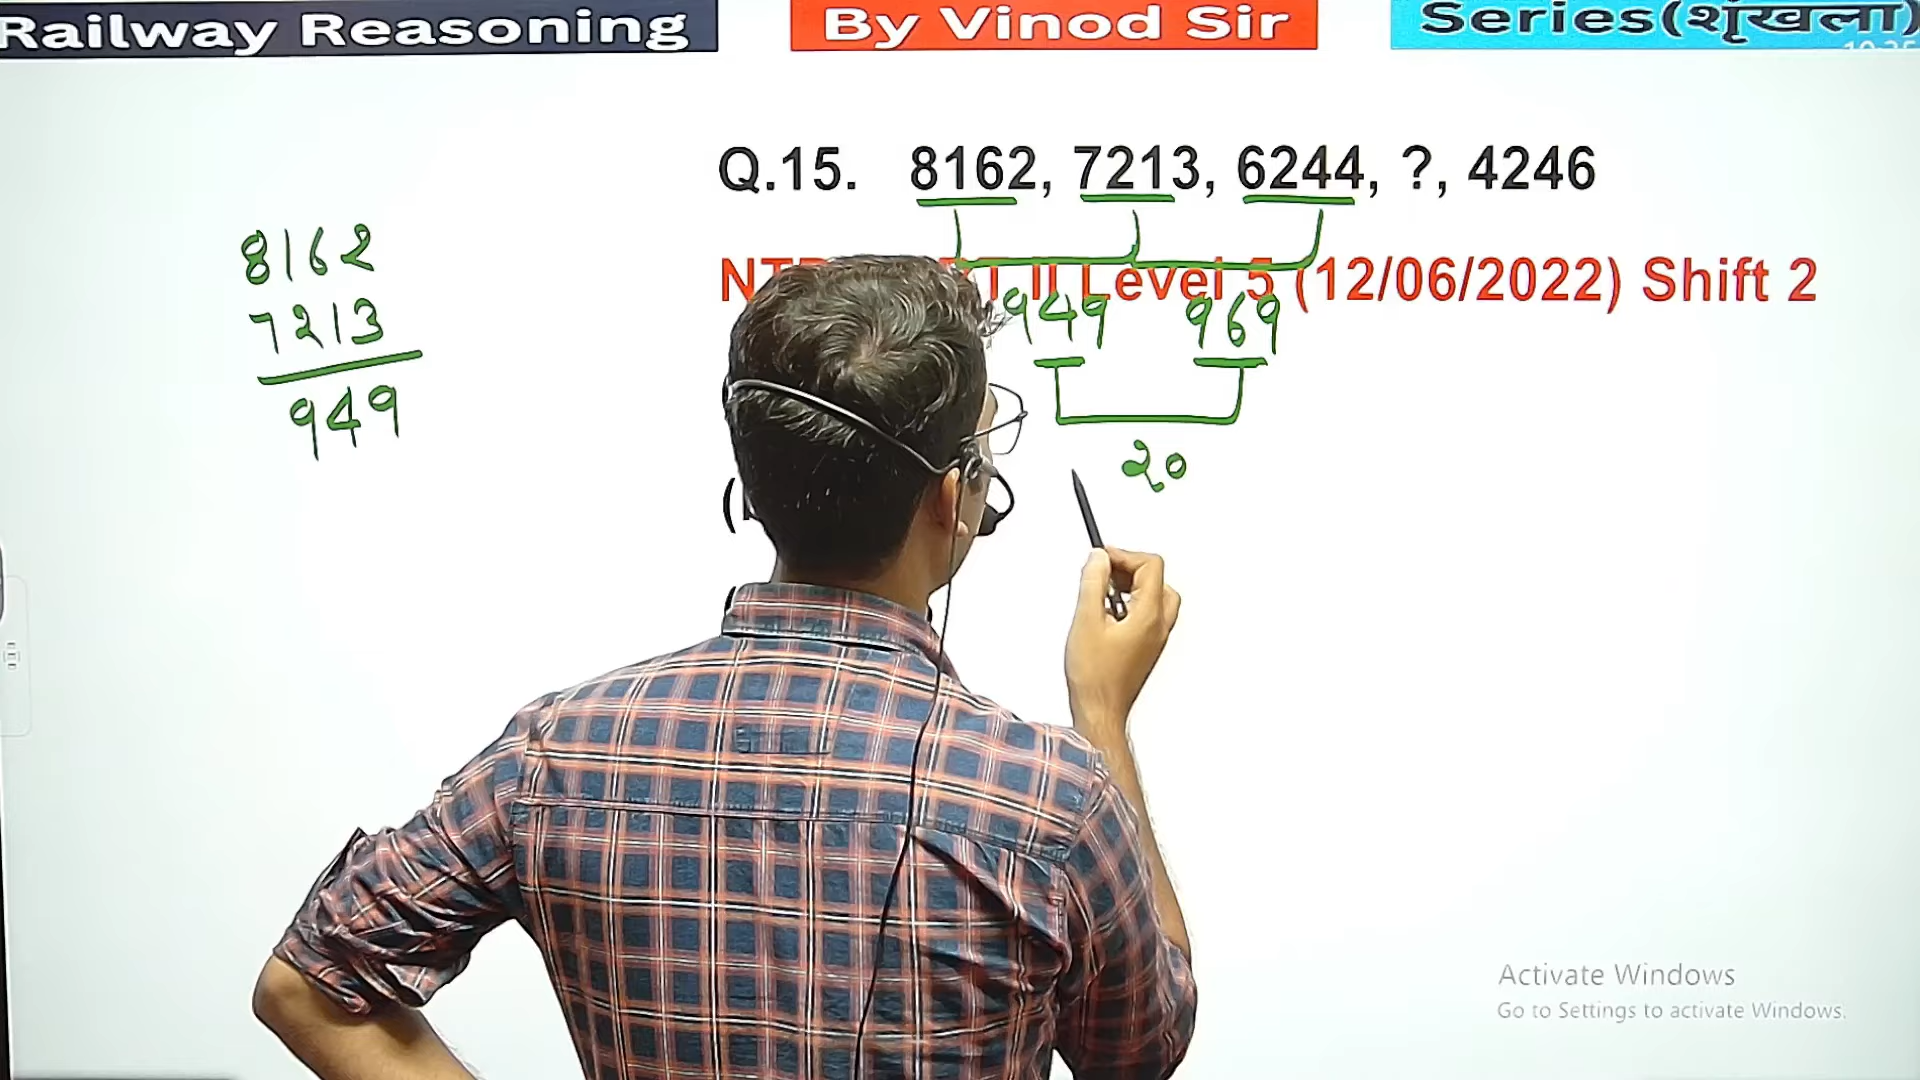 Railway Reasoning
By Vinod Sir
Series(शृंखला)
Q.15. 8162, 7213, 6244, ?, 4246
II Level 5 (12/06/2022) Shift 2
8162
7213
949
949 969
20
Activate Windows
Go to Settings to activate Windows.